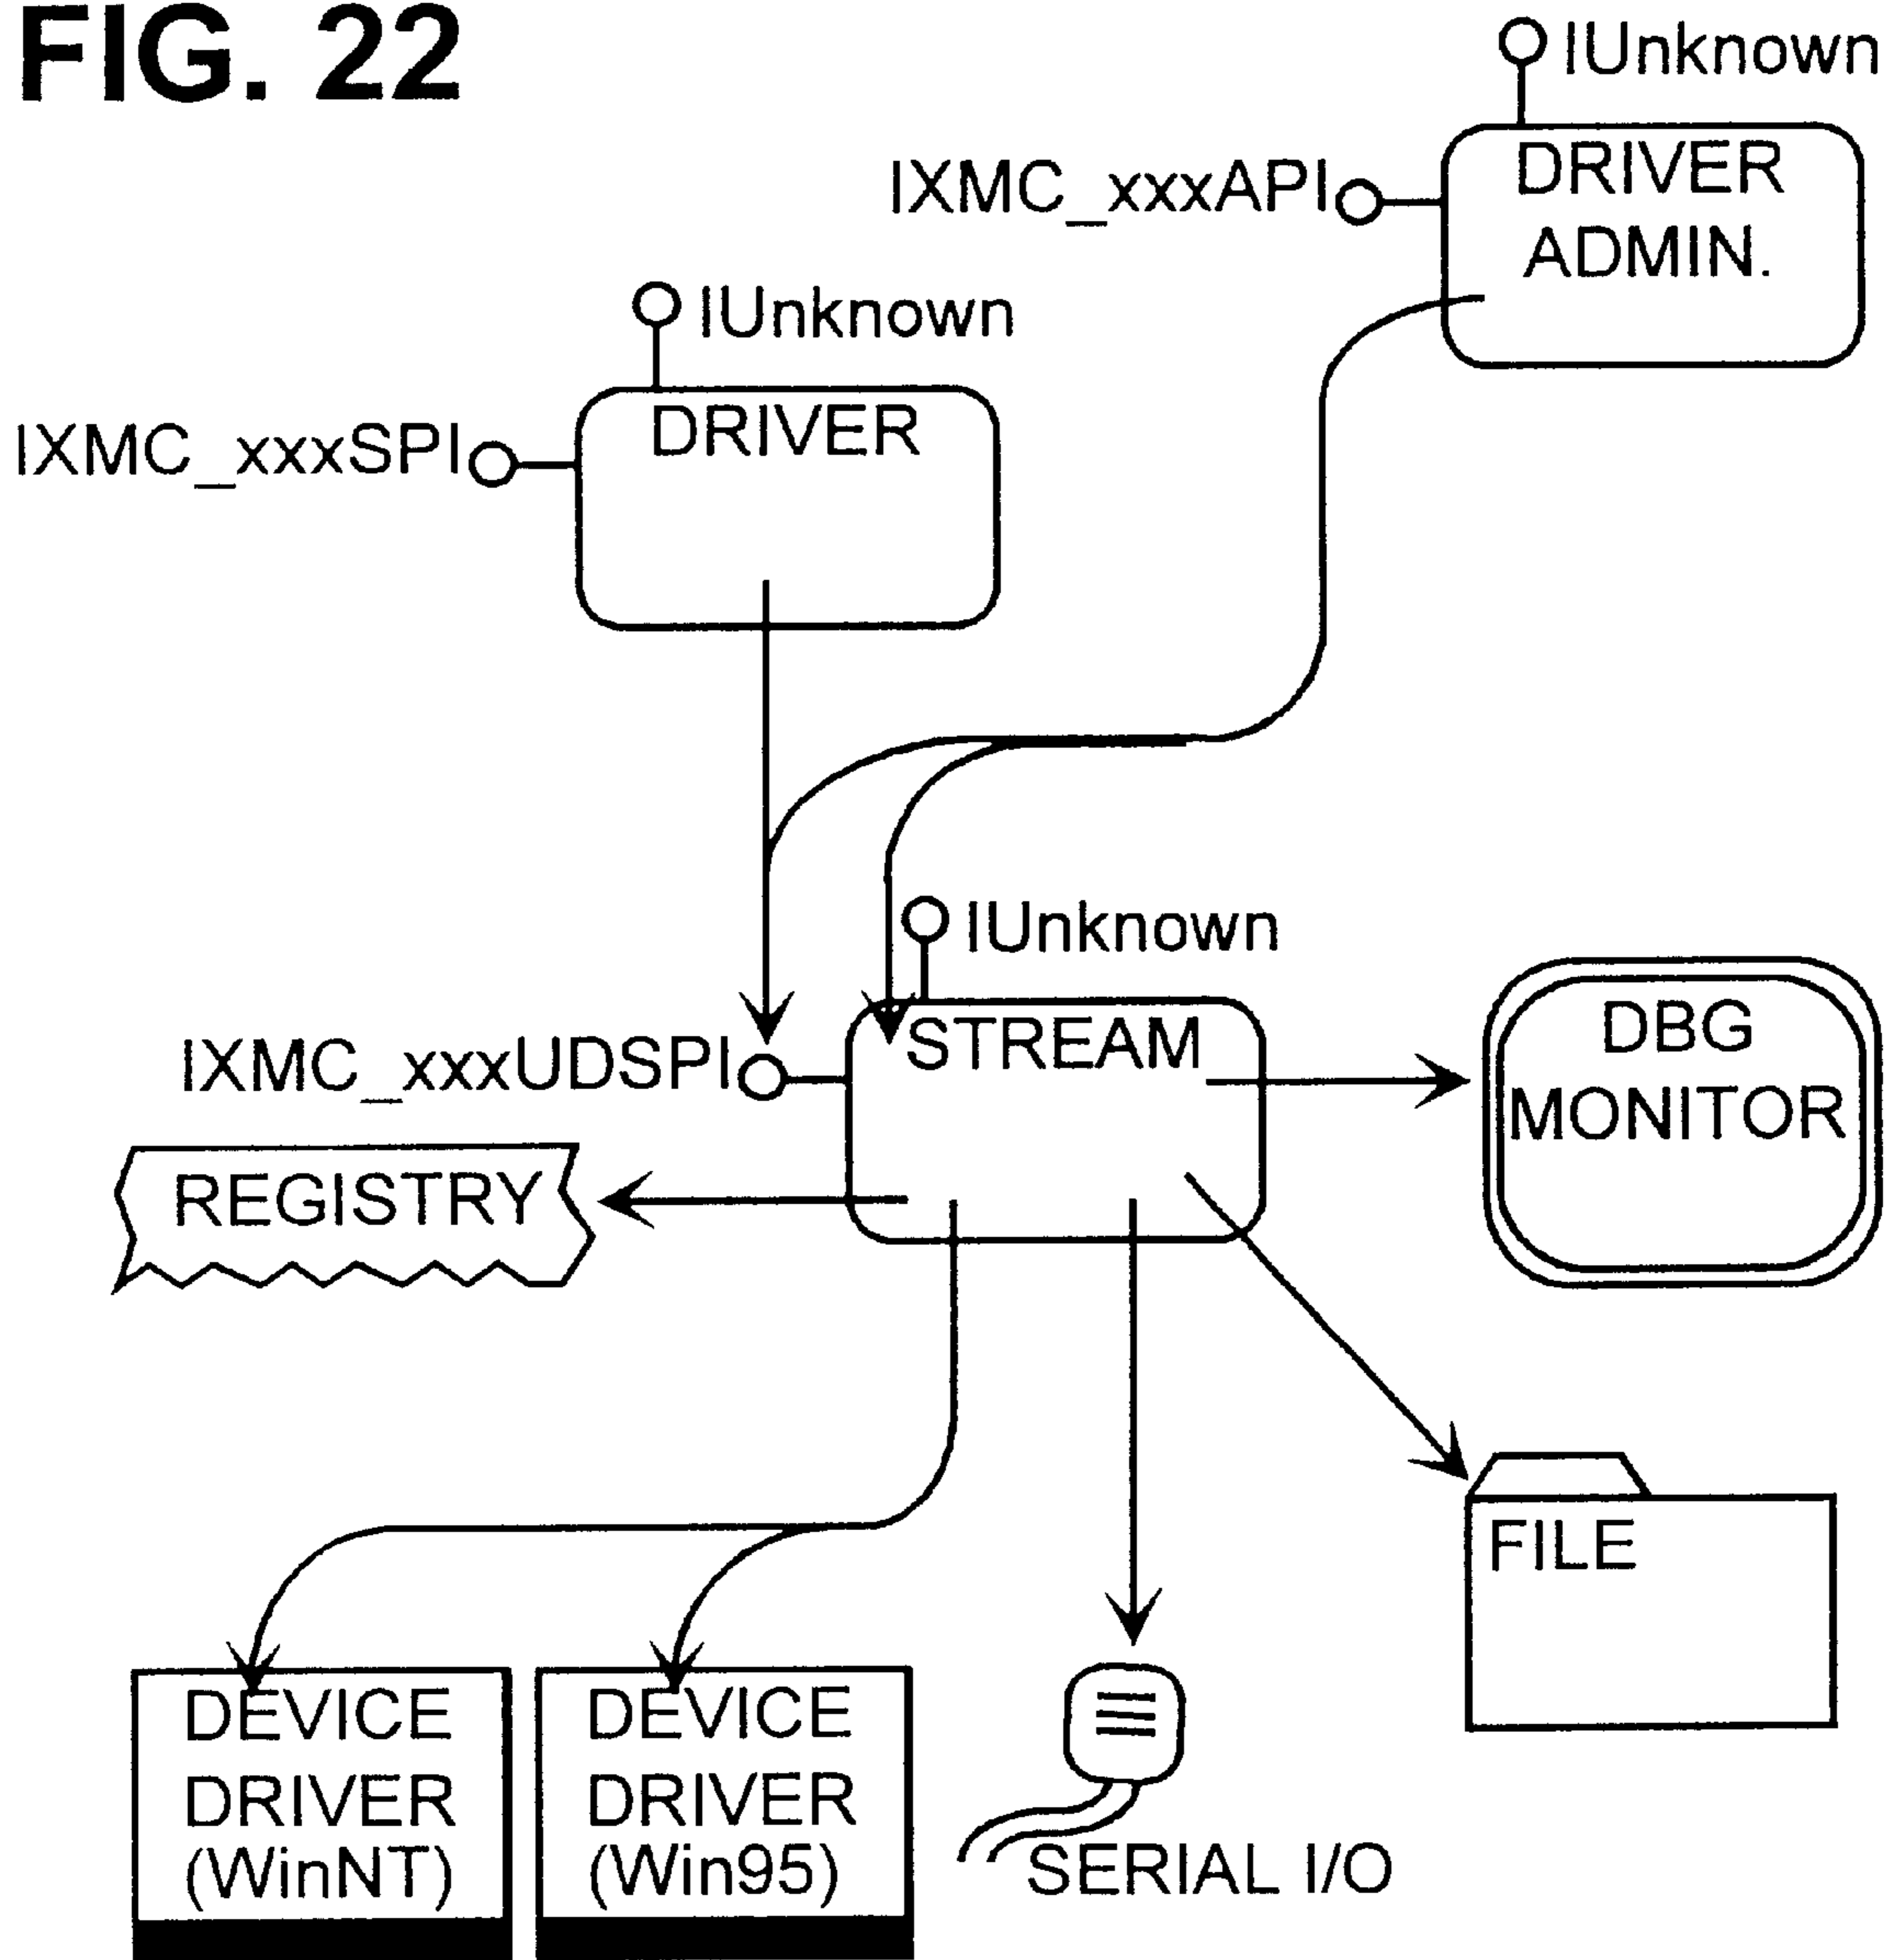 FIG. 22
IUnknown
IXMC_xxxAPI
DRIVER
ADMIN.
IUnknown
IXMC_xxxSPI
DRIVER
IUnknown
IXMC_xxxUDSPI
STREAM
DBG
MONITOR
REGISTRY
FILE
DEVICE
DRIVER
(WinNT)
DEVICE
DRIVER
(Win95)
SERIAL I/O